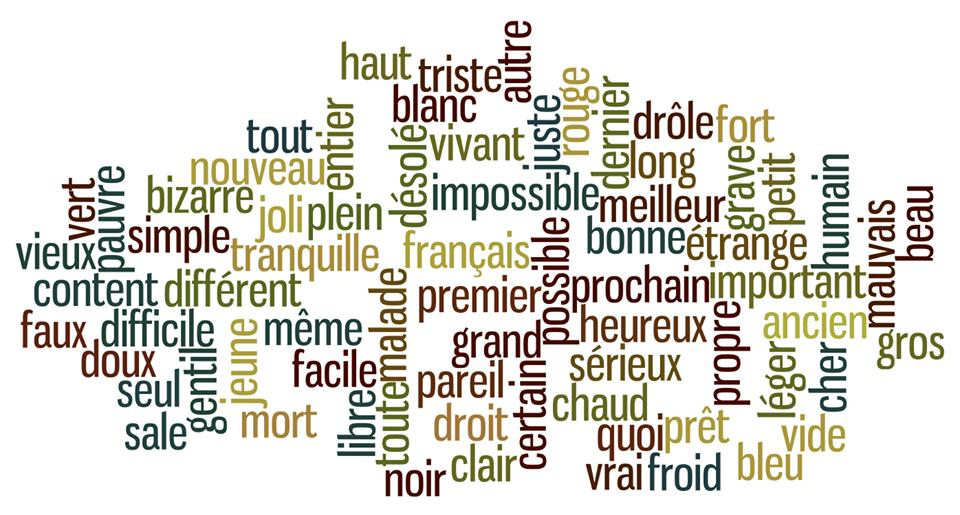 haut
triste
autre
blanc
tout
entier
désolé
vivant
juste
rouge
dernier
drôle
fort
long
nouveau
bizarre
joli
plein
impossible
meilleur
grave
petit
humain
vert
pauvre
vieux
simple
tranquille
français
possible
bonne
étrange
mauvais
beau
content
différent
malade
premier
prochain
important
faux
difficile
même
grand
heureux
propre
ancien
gros
doux
gentil
jeune
facile
pareil
certain
sérieux
léger
cher
seul
sale
mort
libre
toute
droit
chaud
quoi
prêt
vide
noir
clair
vrai
froid
bleu